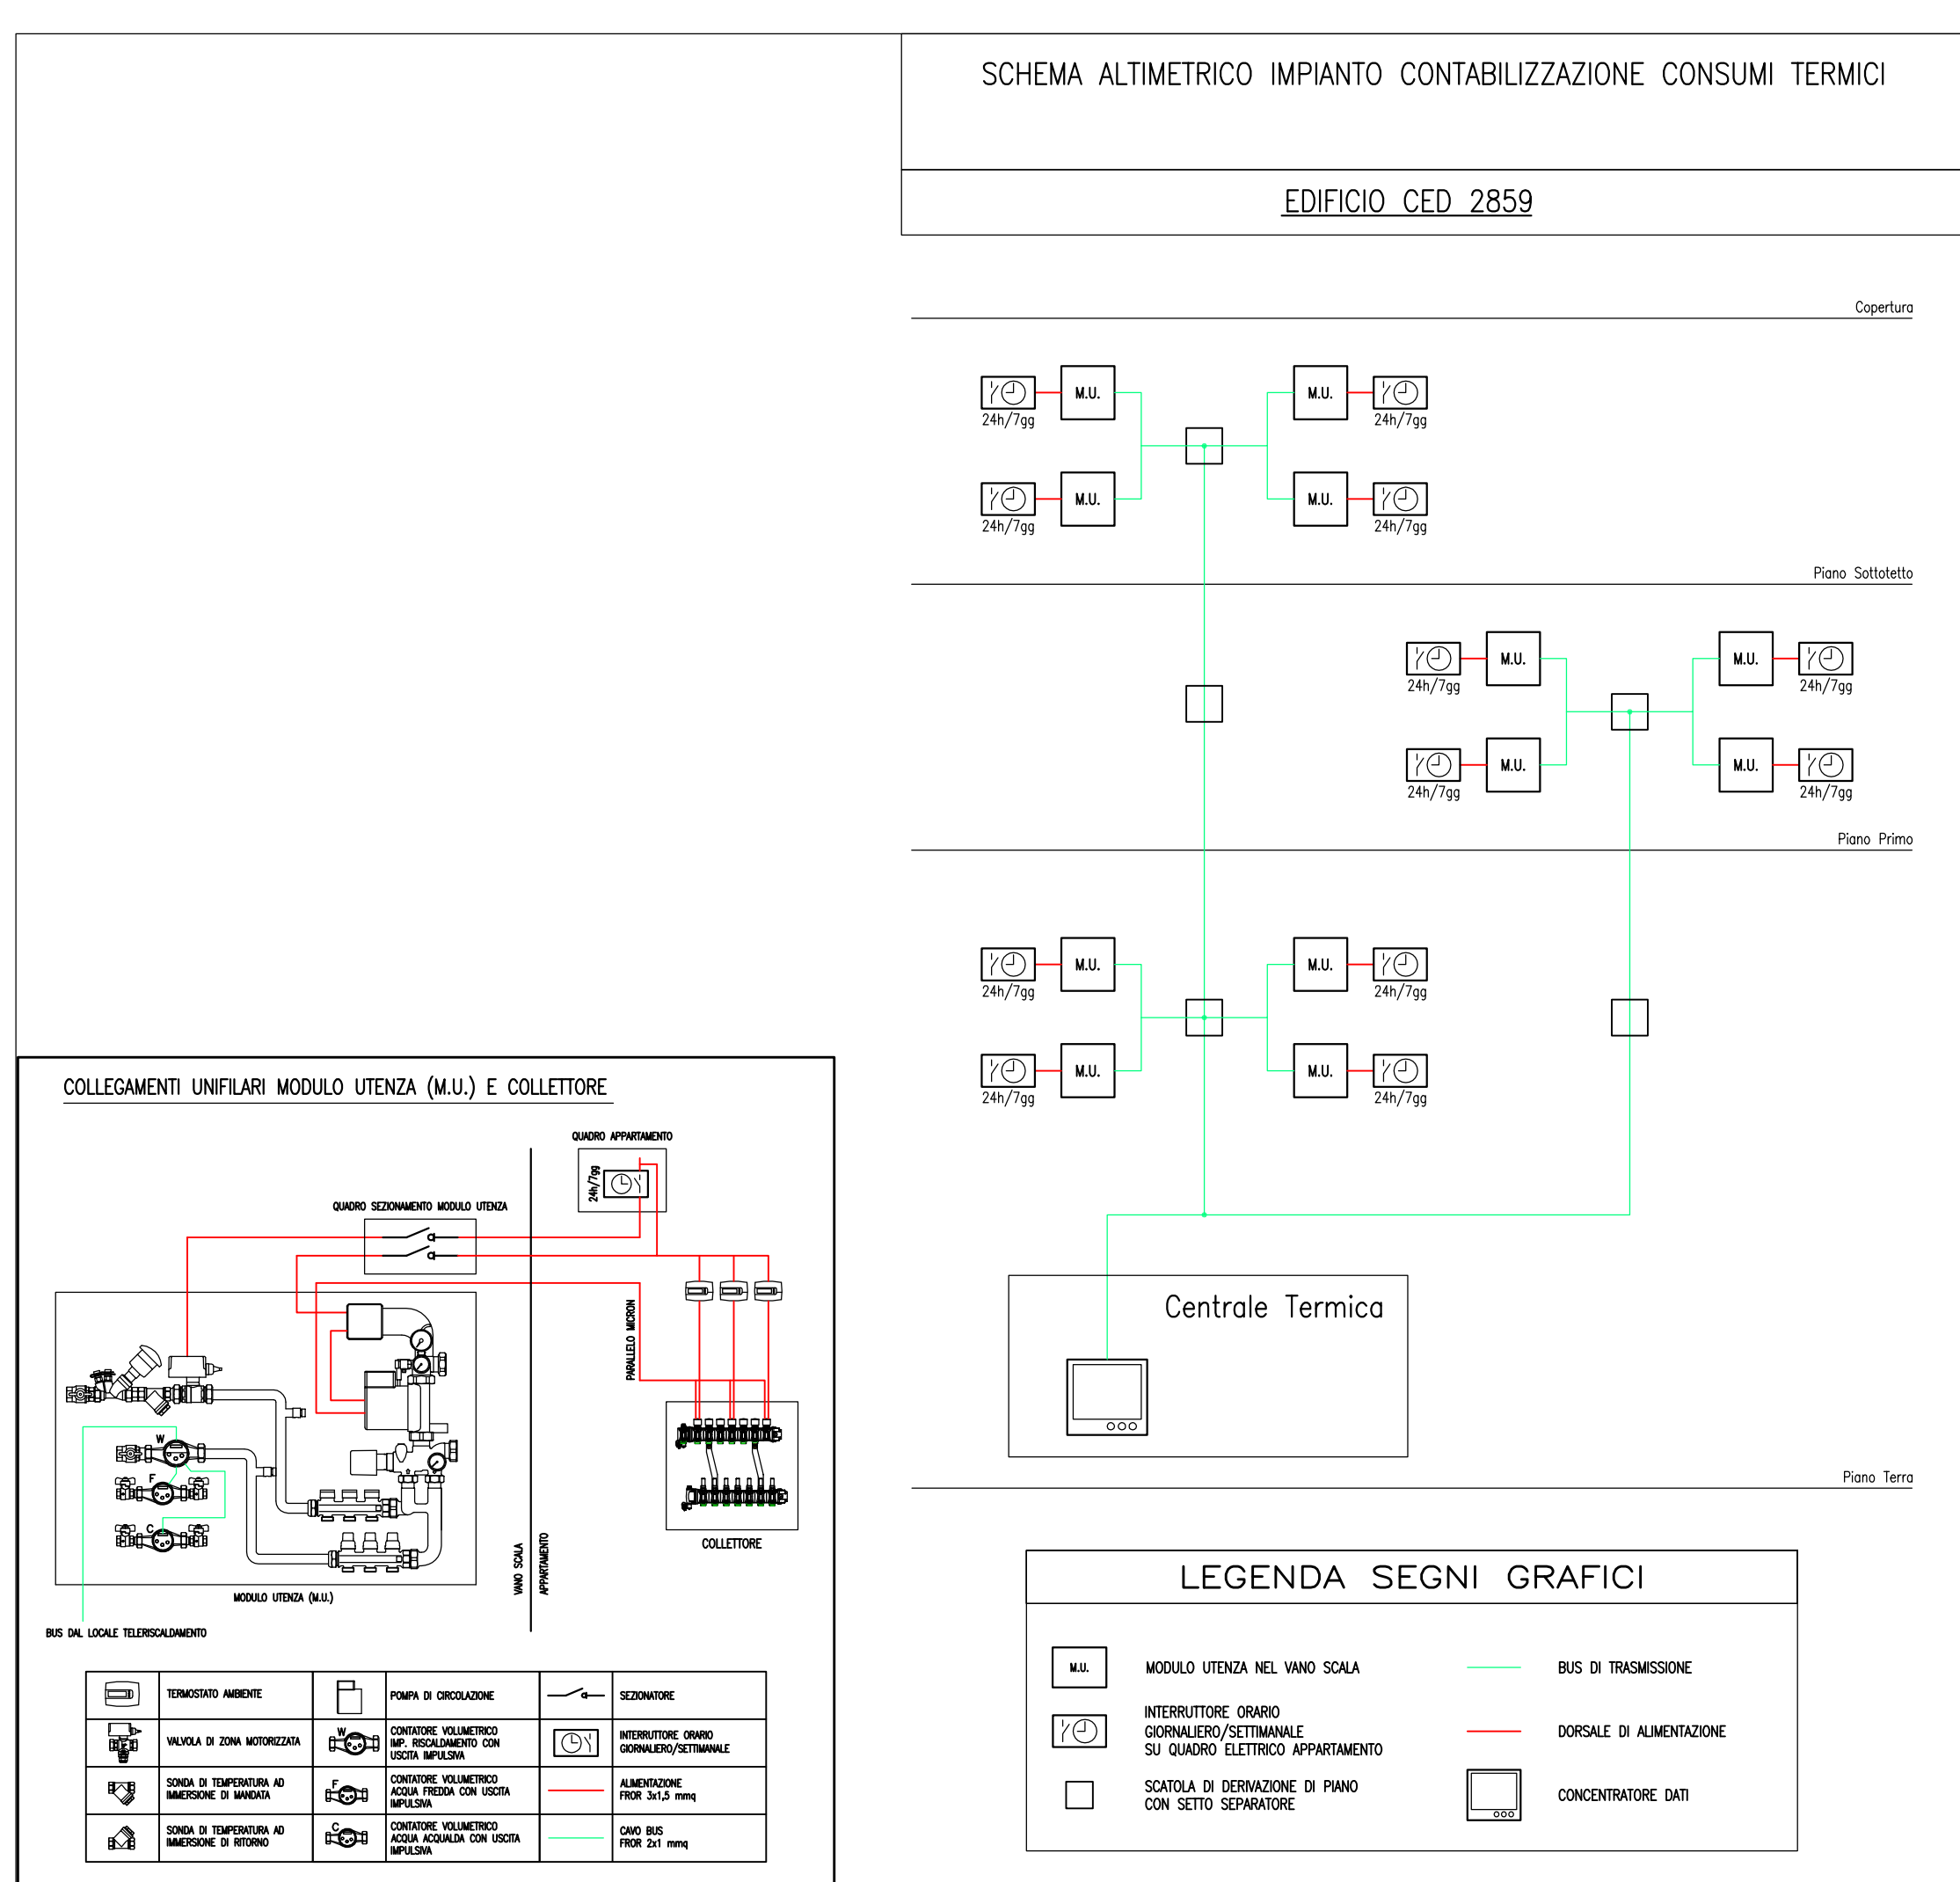 SCHEMA ALTIMETRICO IMPIANTO CONTABILIZZAZIONE CONSUMI TERMICI
EDIFICIO CED 2859
Copertura
M.U.
24h/7gg
M.U.
24h/7gg
M.U.
24h/7gg
M.U.
24h/7gg
Piano Sottotetto
M.U.
24h/7gg
M.U.
24h/7gg
M.U.
24h/7gg
M.U.
24h/7gg
Piano Primo
M.U.
24h/7gg
M.U.
24h/7gg
M.U.
24h/7gg
M.U.
24h/7gg
Centrale Termica
Piano Terra
COLLEGAMENTI UNIFILARI MODULO UTENZA (M.U.) E COLLETTORE
QUADRO APPARTAMENTO
24h/7gg
QUADRO SEZIONAMENTO MODULO UTENZA
PARALLELO MICRON
W
F
C
COLLETTORE
VANO SCALA
APPARTAMENTO
MODULO UTENZA (M.U.)
BUS DAL LOCALE TELERISCALDAMENTO
TERMOSTATO AMBIENTE
POMPA DI CIRCOLAZIONE
SEZIONATORE
VALVOLA DI ZONA MOTORIZZATA
W
CONTATORE VOLUMETRICO
IMP. RISCALDAMENTO CON
USCITA IMPULSIVA
INTERRUTTORE ORARIO
GIORNALIERO/SETTIMANALE
SONDA DI TEMPERATURA AD
IMMERSIONE DI MANDATA
F
CONTATORE VOLUMETRICO
ACQUA FREDDA CON USCITA
IMPULSIVA
ALIMENTAZIONE
FROR 3x1,5 mmq
SONDA DI TEMPERATURA AD
IMMERSIONE DI RITORNO
C
CONTATORE VOLUMETRICO
ACQUA ACQUALDA CON USCITA
IMPULSIVA
CAVO BUS
FROR 2x1 mmq
LEGENDA SEGNI GRAFICI
M.U.
MODULO UTENZA NEL VANO SCALA
BUS DI TRASMISSIONE
INTERRUTTORE ORARIO
GIORNALIERO/SETTIMANALE
SU QUADRO ELETTRICO APPARTAMENTO
DORSALE DI ALIMENTAZIONE
SCATOLA DI DERIVAZIONE DI PIANO
CON SETTO SEPARATORE
CONCENTRATORE DATI